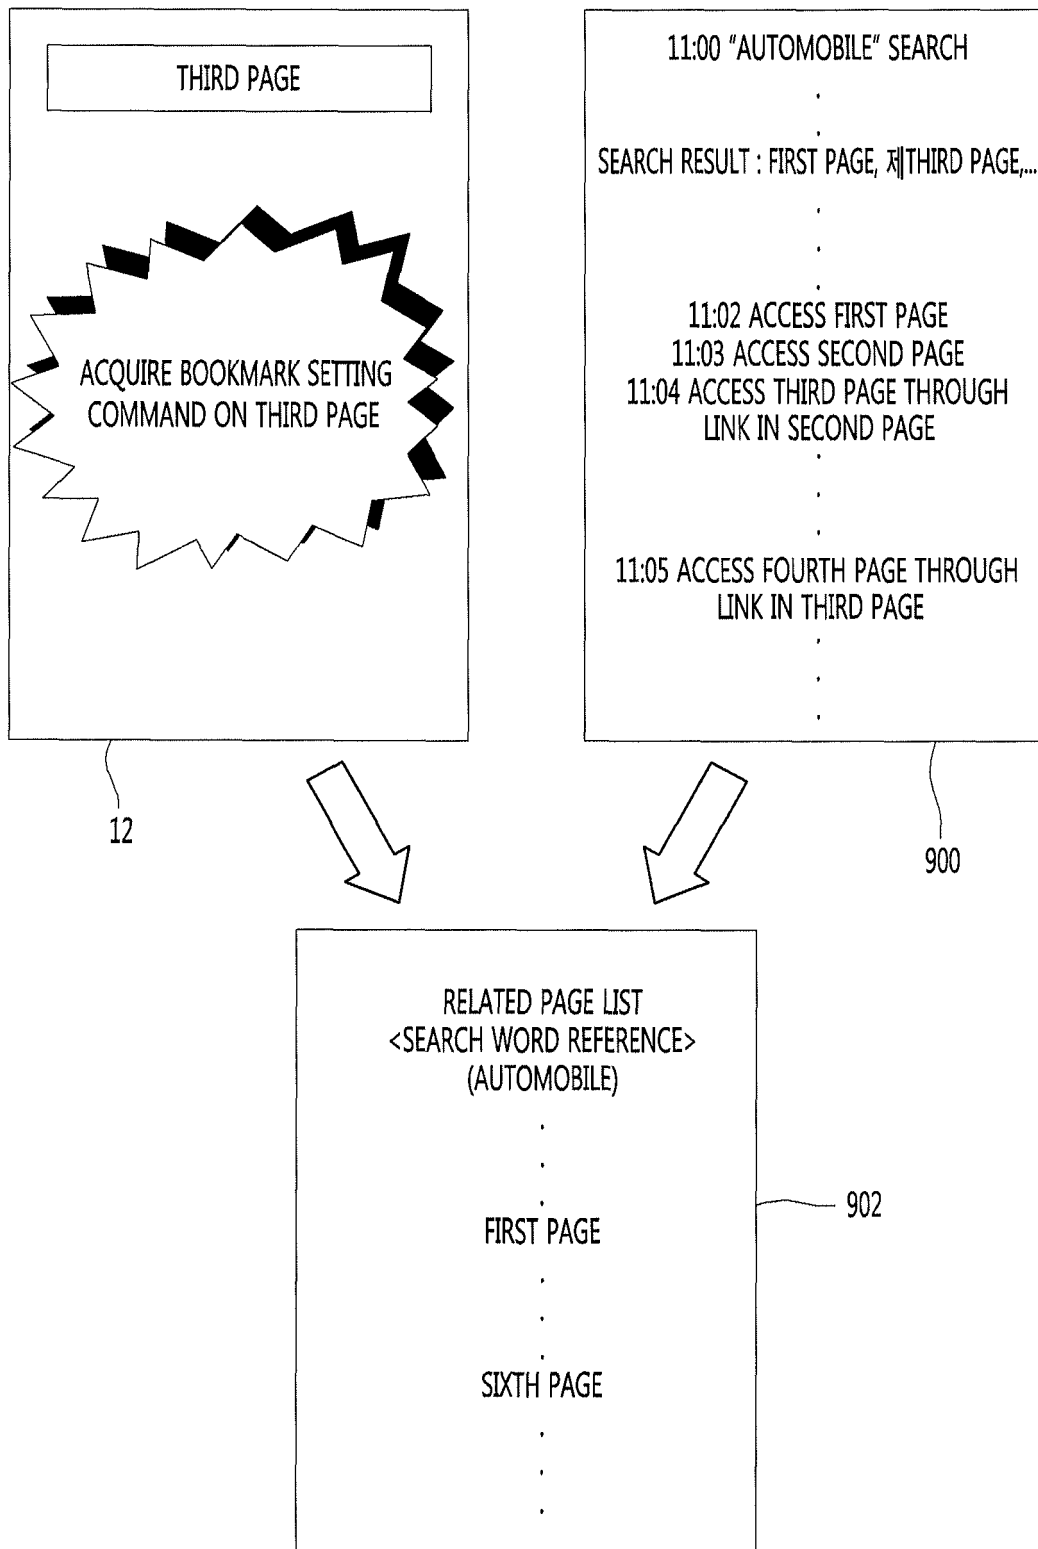 THIRD PAGE
ACQUIRE BOOKMARK SETTING
COMMAND ON THIRD PAGE
12
11:00 "AUTOMOBILE" SEARCH
SEARCH RESULT : FIRST PAGE, 제THIRD PAGE,...
11:02 ACCESS FIRST PAGE
11:03 ACCESS SECOND PAGE
11:04 ACCESS THIRD PAGE THROUGH
LINK IN SECOND PAGE
11:05 ACCESS FOURTH PAGE THROUGH
LINK IN THIRD PAGE
900
RELATED PAGE LIST
<SEARCH WORD REFERENCE>
(AUTOMOBILE)
FIRST PAGE
SIXTH PAGE
902